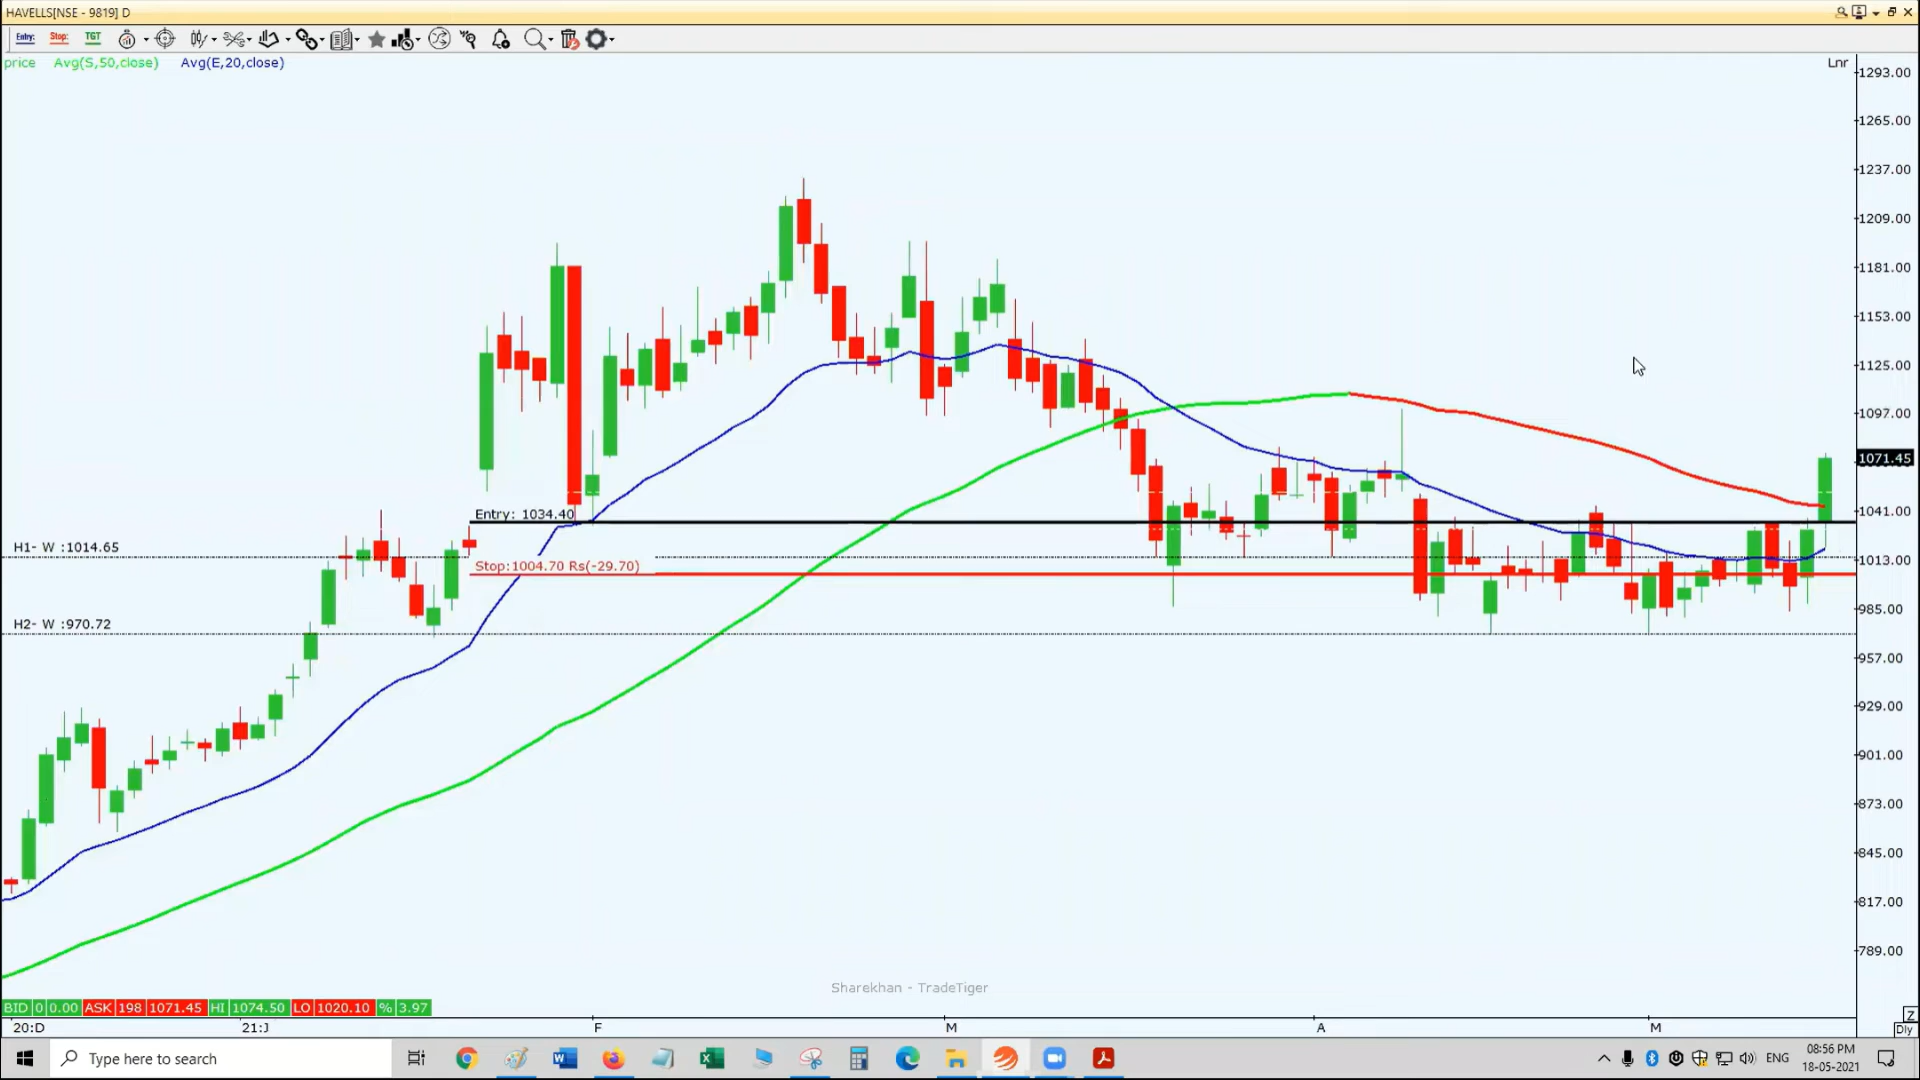 HAVELLS[NSE - 9819] D
Entry: Stop: TGT
price Avg(S,50,close) Avg(E,20,close)
Lnr
1293.00
1265.00
1237.00
1209.00
1181.00
1153.00
1125.00
1097.00
1071.45
1041.00
1013.00
985.00
957.00
929.00
901.00
873.00
845.00
817.00
789.00
Entry: 1034.40
H1- W :1014.65
Stop:1004.70 Rs(-29.70)
H2- W :970.72
Sharekhan - TradeTiger
BID 0 0.00 ASK 198 1071.45 HI 1074.50 LO 1020.10 % 3.97
20:D 21:J F M A M
Z
Dly
Type here to search
ENG
08:56 PM
18-05-2021